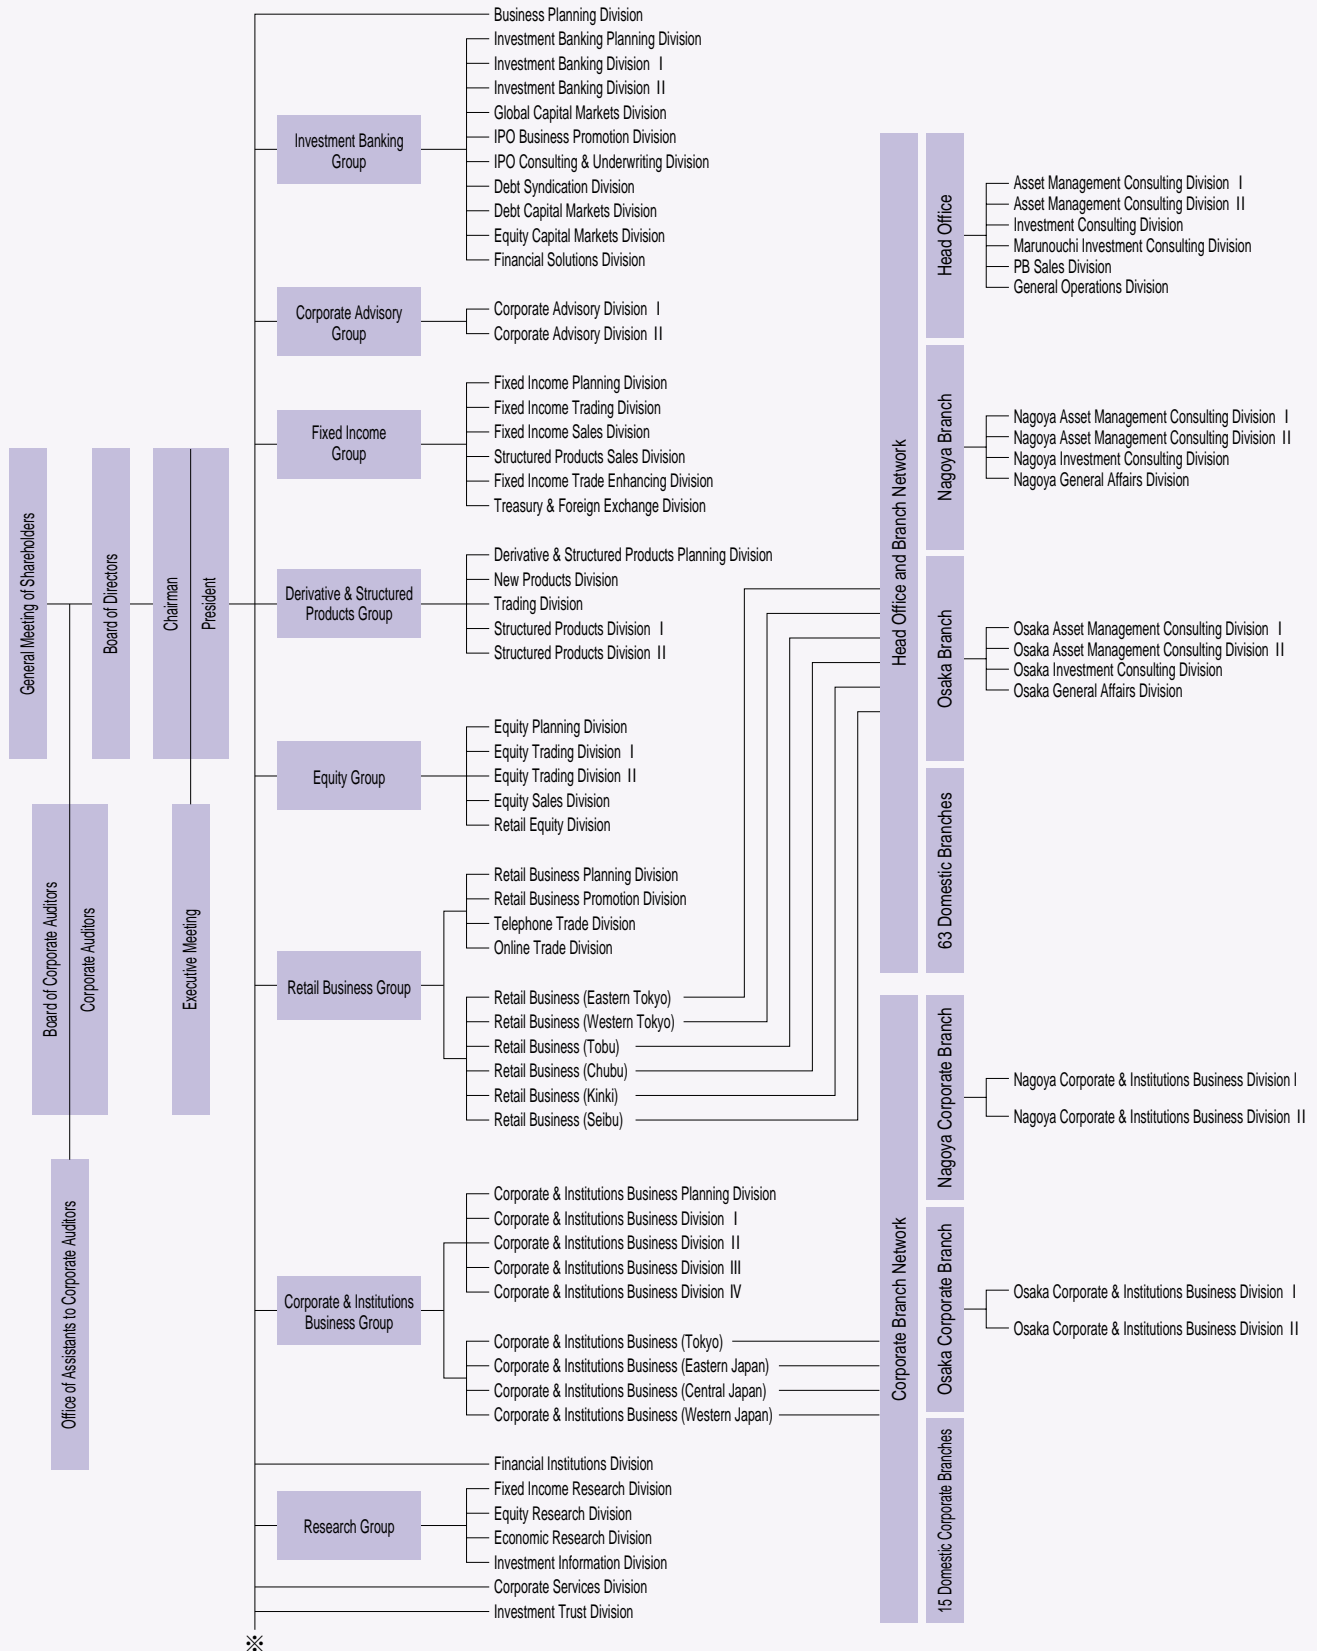 General Meeting of Shareholders
Board of Directors
Chairman
President
Board of Corporate Auditors
Corporate Auditors
Executive Meeting
Office of Assistants to Corporate Auditors
Business Planning Division
Investment Banking
Group
Investment Banking Planning Division
Investment Banking Division I
Investment Banking Division II
Global Capital Markets Division
IPO Business Promotion Division
IPO Consulting & Underwriting Division
Debt Syndication Division
Debt Capital Markets Division
Equity Capital Markets Division
Financial Solutions Division
Corporate Advisory
Group
Corporate Advisory Division I
Corporate Advisory Division II
Fixed Income
Group
Fixed Income Planning Division
Fixed Income Trading Division
Fixed Income Sales Division
Structured Products Sales Division
Fixed Income Trade Enhancing Division
Treasury & Foreign Exchange Division
Derivative & Structured
Products Group
Derivative & Structured Products Planning Division
New Products Division
Trading Division
Structured Products Division I
Structured Products Division II
Equity Group
Equity Planning Division
Equity Trading Division I
Equity Trading Division II
Equity Sales Division
Retail Equity Division
Retail Business Group
Retail Business Planning Division
Retail Business Promotion Division
Telephone Trade Division
Online Trade Division
Retail Business (Eastern Tokyo)
Retail Business (Western Tokyo)
Retail Business (Tobu)
Retail Business (Chubu)
Retail Business (Kinki)
Retail Business (Seibu)
Corporate & Institutions
Business Group
Corporate & Institutions Business Planning Division
Corporate & Institutions Business Division I
Corporate & Institutions Business Division II
Corporate & Institutions Business Division III
Corporate & Institutions Business Division IV
Corporate & Institutions Business (Tokyo)
Corporate & Institutions Business (Eastern Japan)
Corporate & Institutions Business (Central Japan)
Corporate & Institutions Business (Western Japan)
Financial Institutions Division
Research Group
Fixed Income Research Division
Equity Research Division
Economic Research Division
Investment Information Division
Corporate Services Division
Investment Trust Division
※
Head Office and Branch Network
Head Office
Asset Management Consulting Division I
Asset Management Consulting Division II
Investment Consulting Division
Marunouchi Investment Consulting Division
PB Sales Division
General Operations Division
Nagoya Branch
Nagoya Asset Management Consulting Division I
Nagoya Asset Management Consulting Division II
Nagoya Investment Consulting Division
Nagoya General Affairs Division
Osaka Branch
Osaka Asset Management Consulting Division I
Osaka Asset Management Consulting Division II
Osaka Investment Consulting Division
Osaka General Affairs Division
63 Domestic Branches
Corporate Branch Network
Nagoya Corporate Branch
Nagoya Corporate & Institutions Business Division I
Nagoya Corporate & Institutions Business Division II
Osaka Corporate Branch
Osaka Corporate & Institutions Business Division I
Osaka Corporate & Institutions Business Division II
15 Domestic Corporate Branches